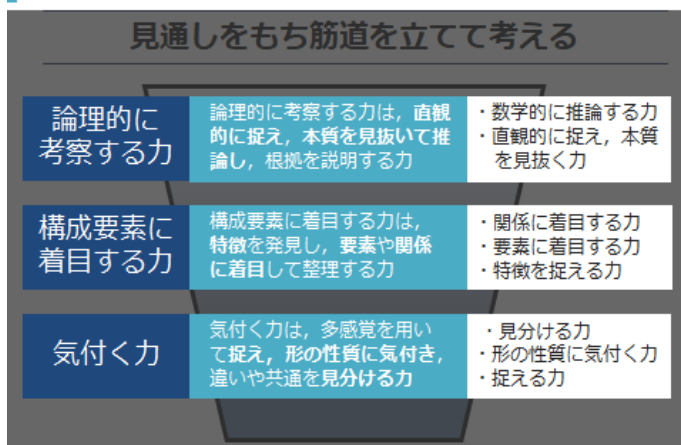 見通しをもち筋道を立てて考える
論理的に
考察する力
論理的に考察する力は，直観
的に捉え，本質を見抜いて推
論し，根拠を説明する力
・数学的に推論する力
・直観的に捉え，本質
を見抜く力
構成要素に
着目する力
構成要素に着目する力は，
特徴を発見し，要素や関係
に着目して整理する力
・関係に着目する力
・要素に着目する力
・特徴を捉える力
気付く力
気付く力は，多感覚を用い
て捉え，形の性質に気付き，
違いや共通を見分ける力
・見分ける力
・形の性質に気付く力
・捉える力